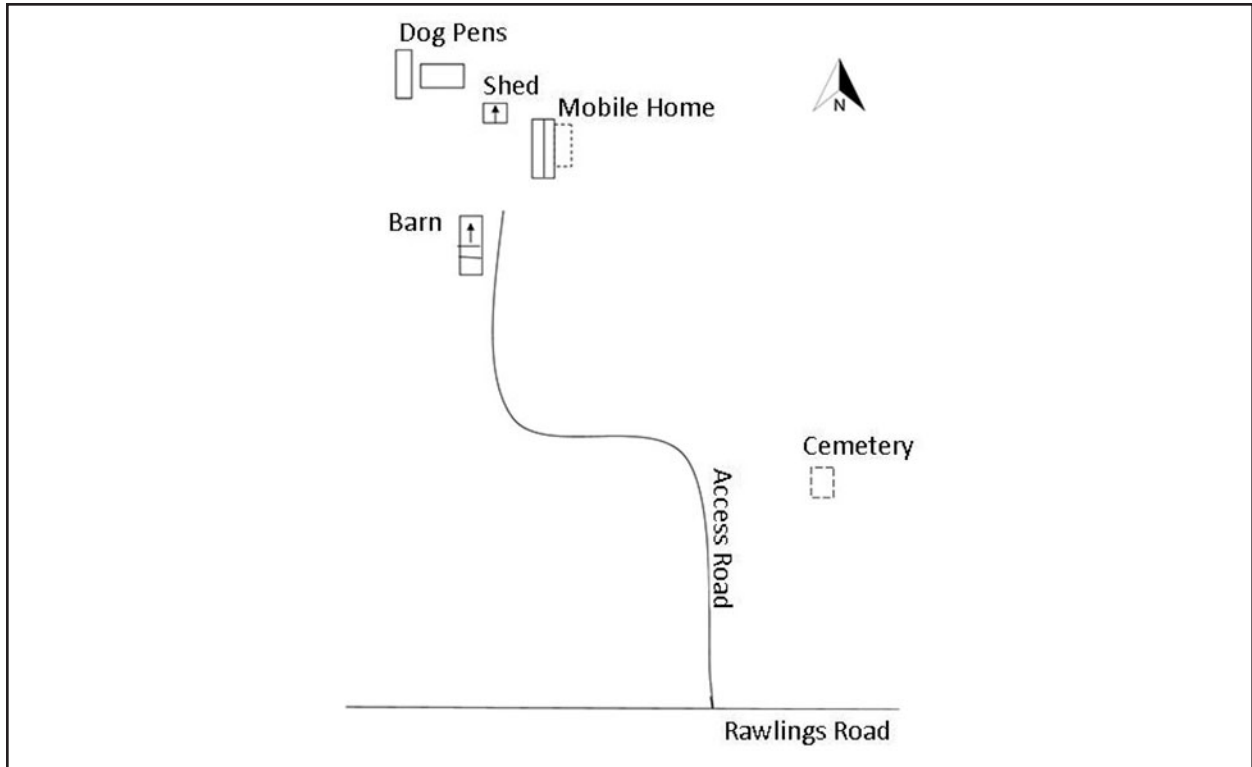 Dog Pens
Shed
Mobile Home
N
Barn
Cemetery
Access Road
Rawlings Road